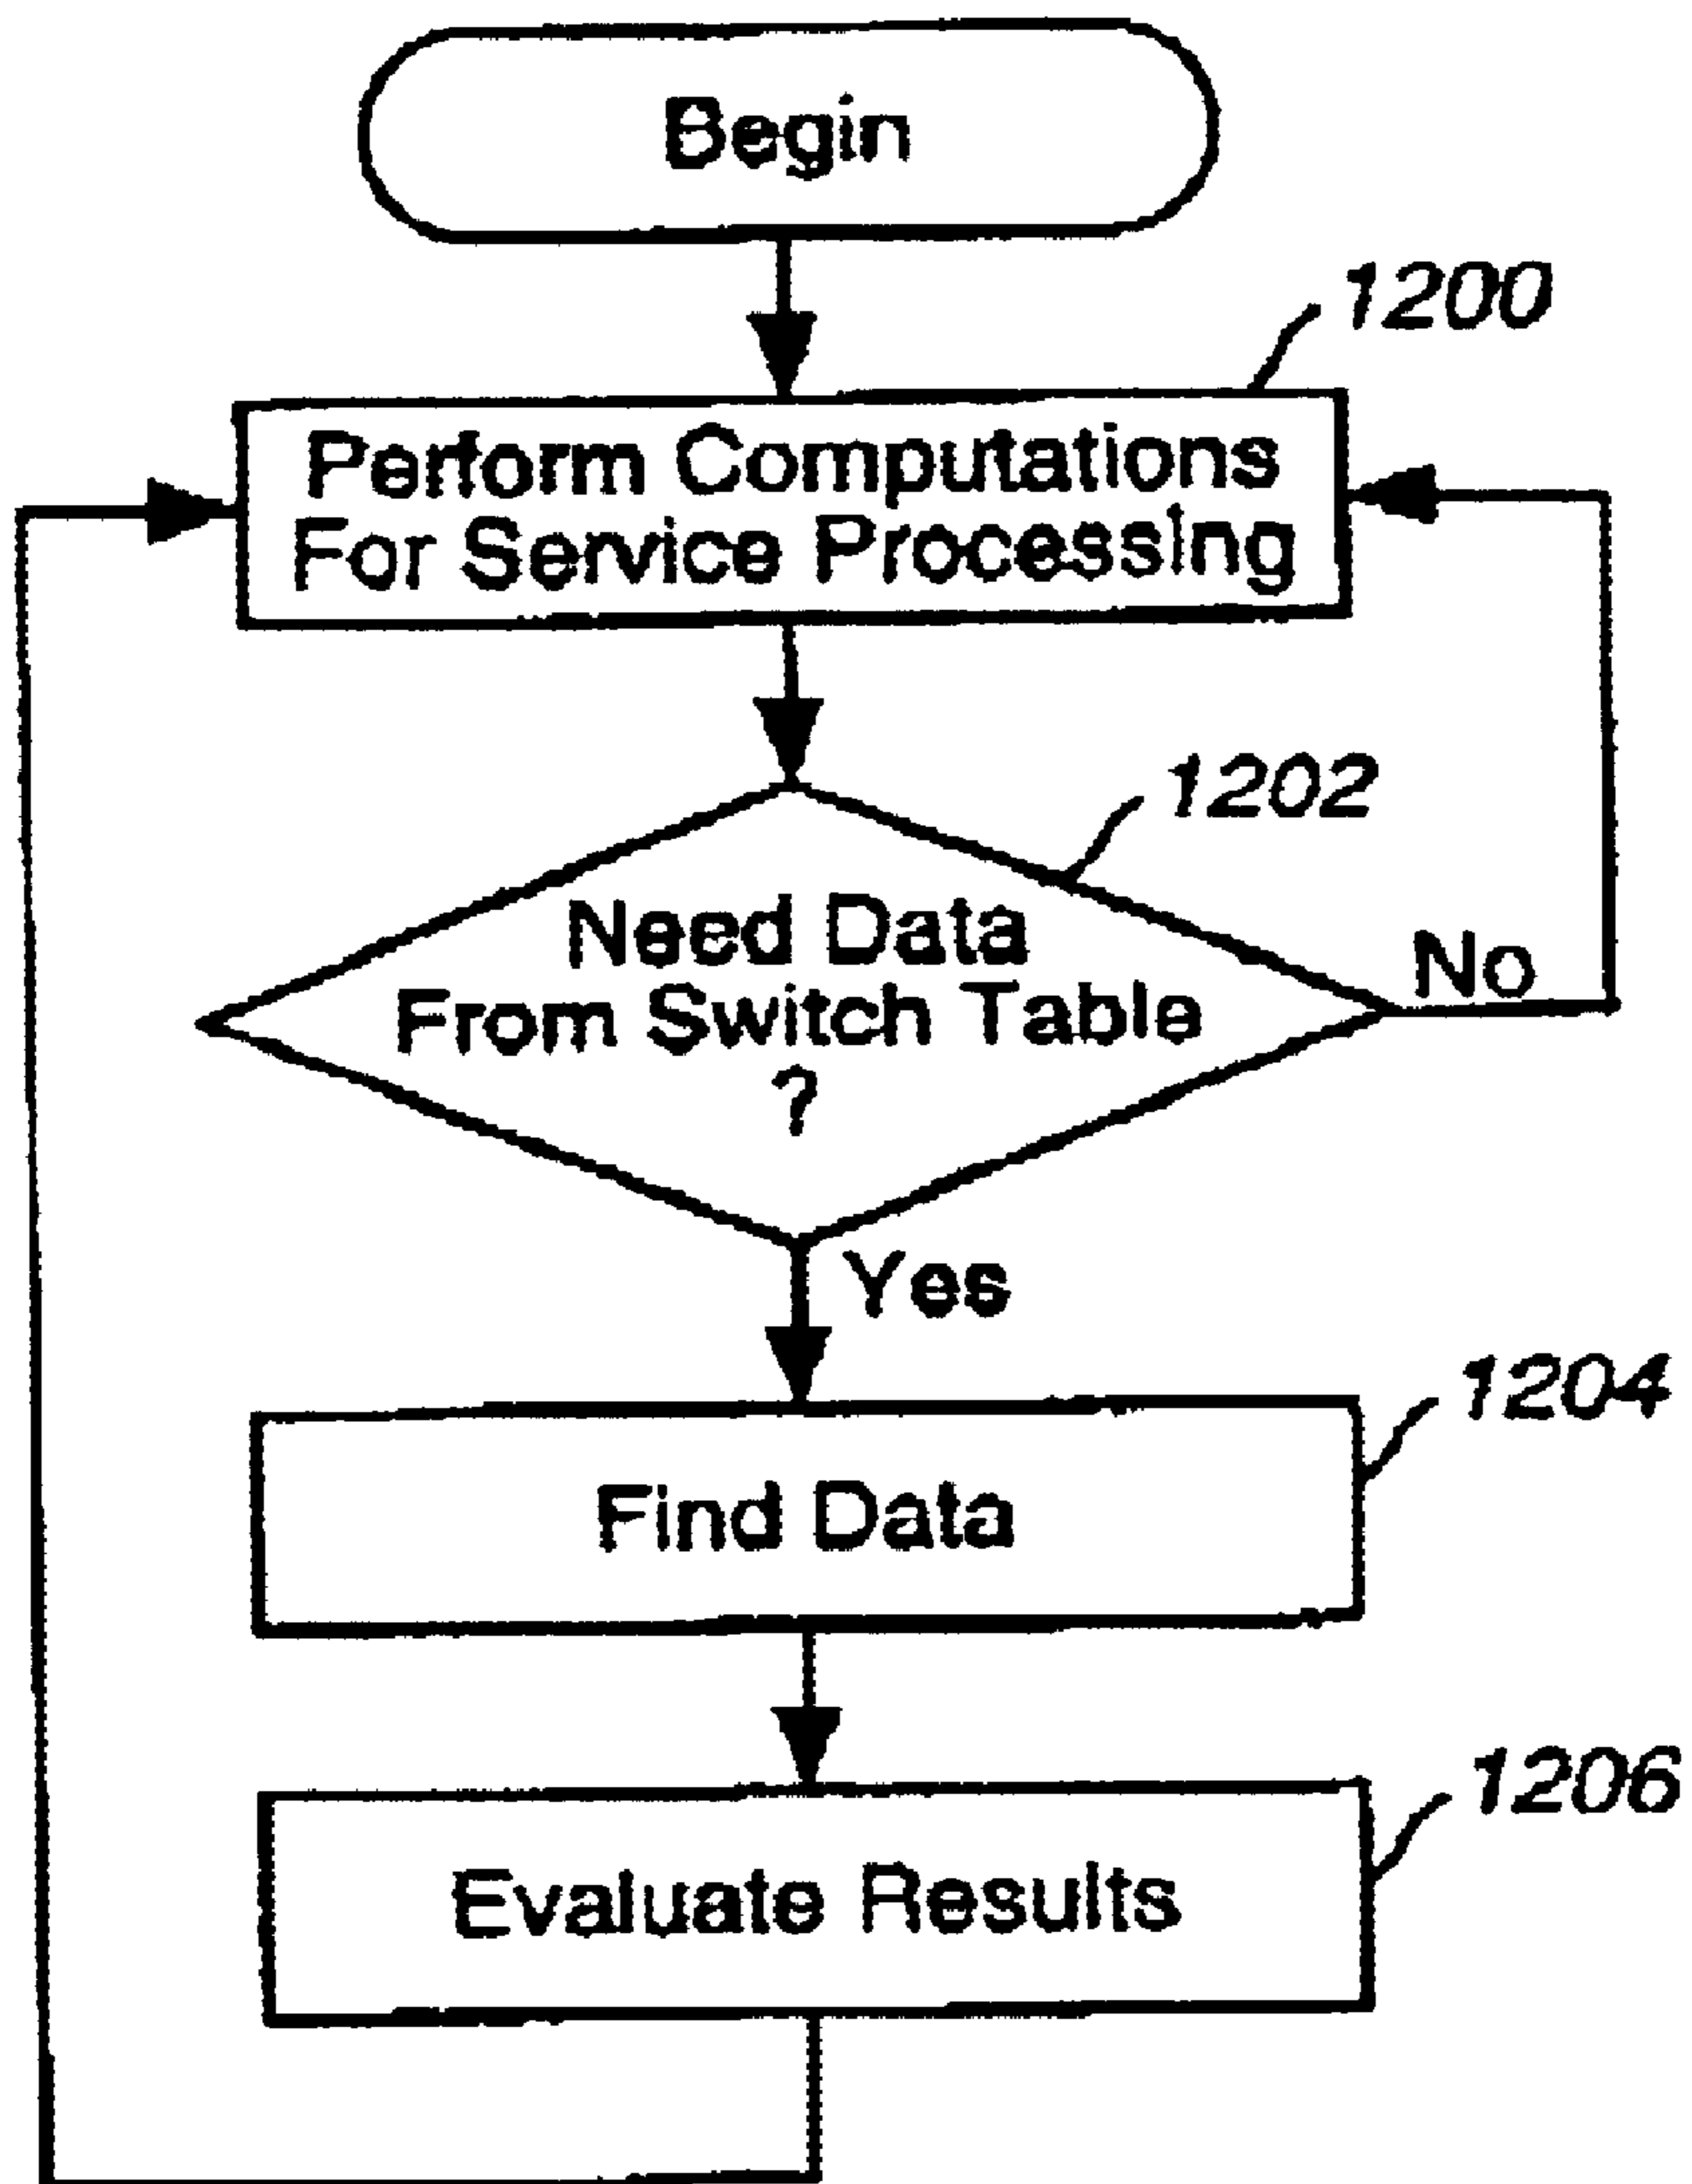 Begin
1200
Perform Computations
For Service Processing
1202
Need Data
From Switch Table
?
No
Yes
1204
Find Data
1206
Evaluate Results